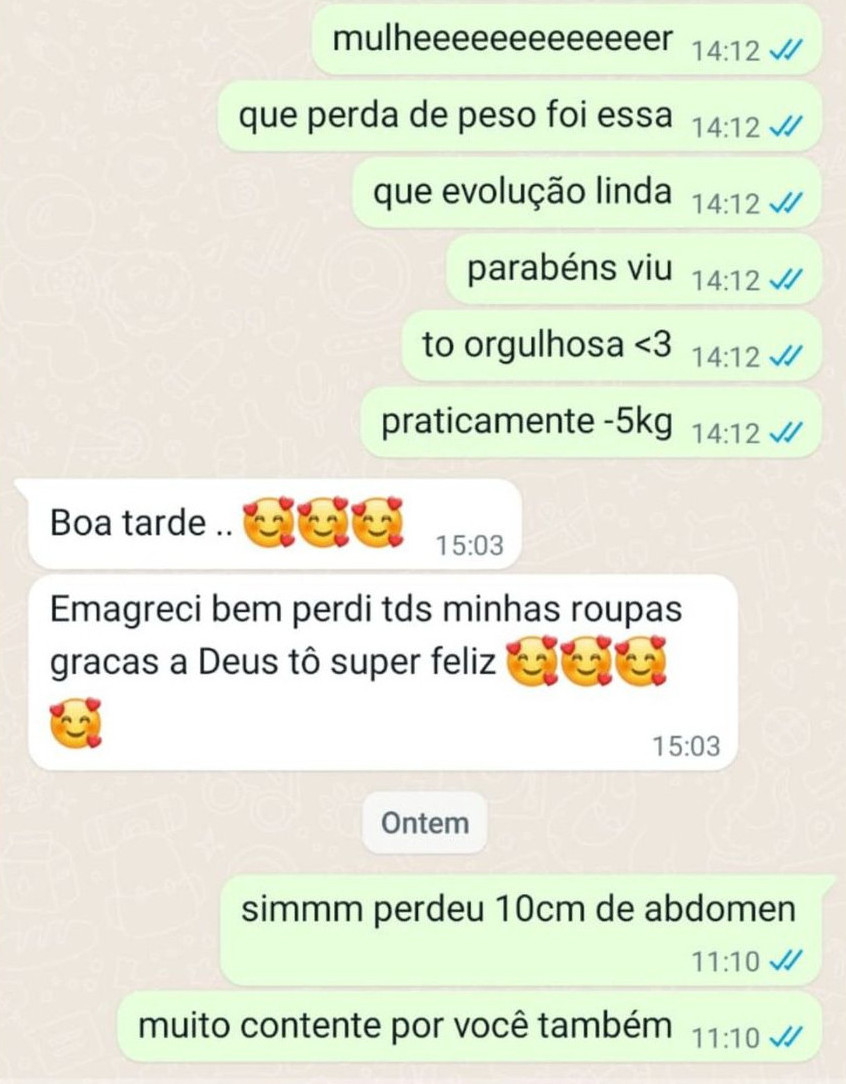 mulheeeeeeeeeeeeeer 14:12
que perda de peso foi essa 14:12
que evolução linda 14:12
parabéns viu 14:12
to orgulhosa <3 14:12
praticamente -5kg 14:12
Boa tarde .. 🥰🥰🥰 15:03
Emagreci bem perdi tds minhas roupas
gracas a Deus tô super feliz 🥰🥰🥰
🥰 15:03
Ontem
simmm perdeu 10cm de abdomen
11:10
muito contente por você também 11:10